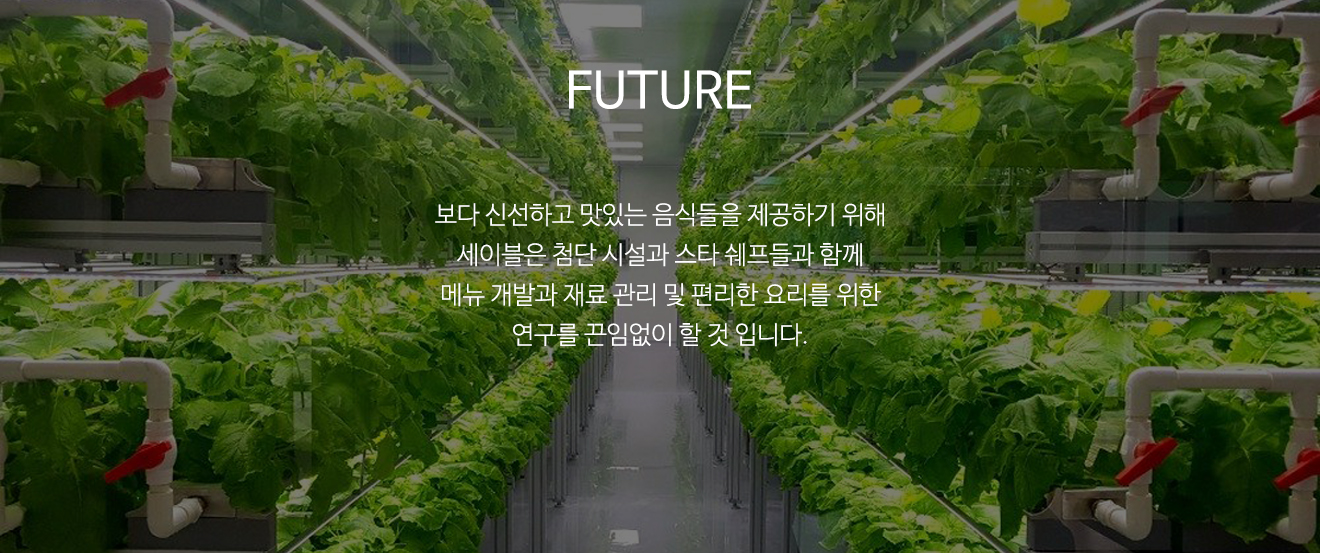 FUTURE
보다 신선하고 맛있는 음식들을 제공하기 위해
세이블은 첨단 시설과 스타 쉐프들과 함께
메뉴 개발과 재료 관리 및 편리한 요리를 위한
연구를 끈임없이 할 것 입니다.